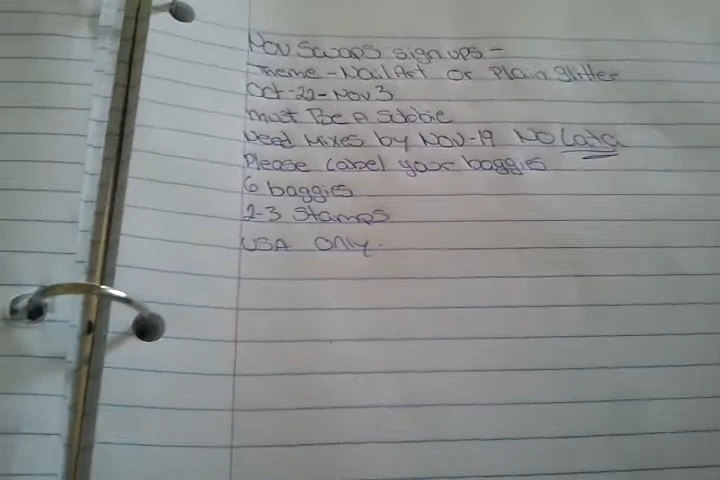 Nov Swaps sign ups -
Theme - Nail Art or Plain glitter
Oct-22-Nov 3
must Be a Subbie
Need Mixes by Nov-19 NO Lata
Please Label your baggies
6 baggies
2-3 Stamps
USA Only.